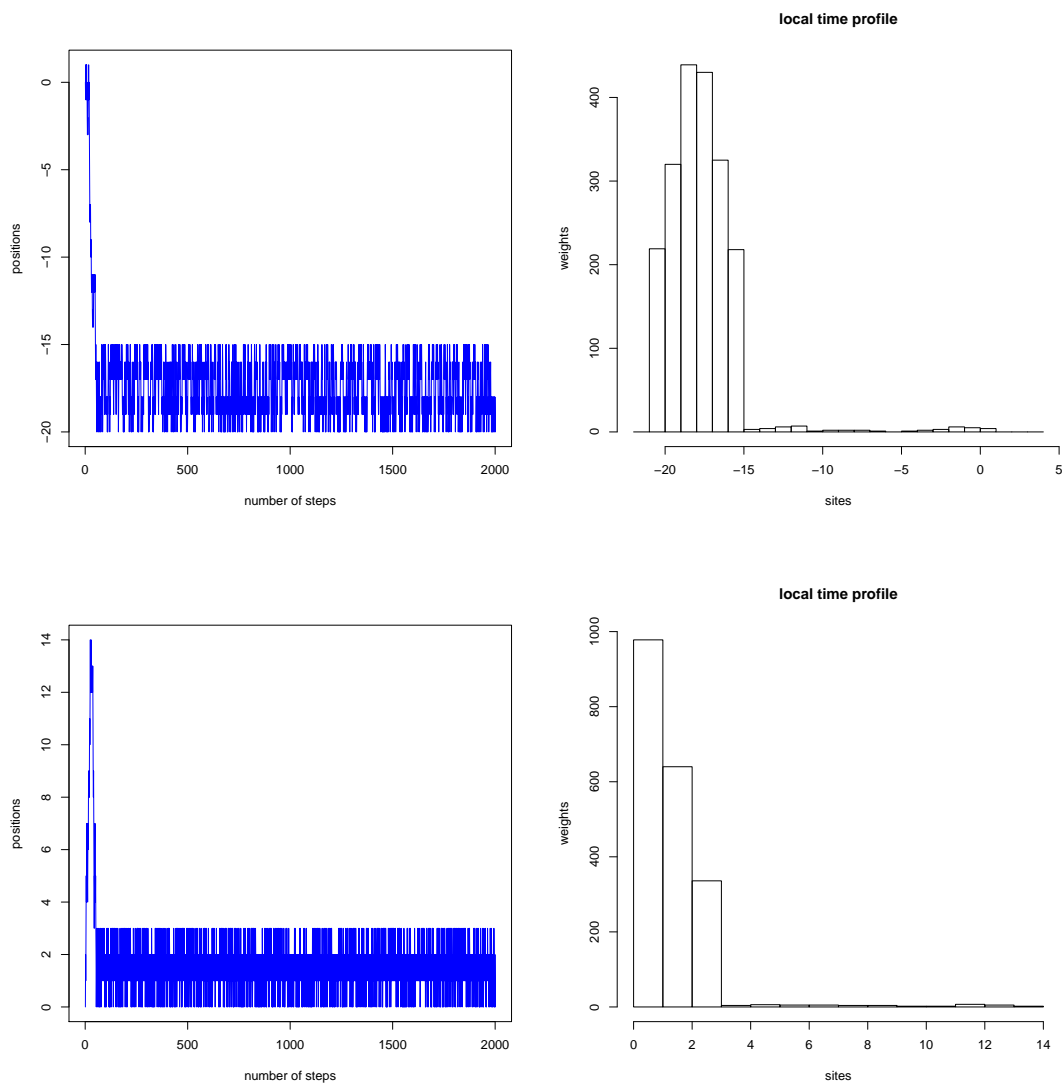 local time profile
positions
0
−5
−10
−15
−20
0 500 1000 1500 2000
number of steps
weights
400
300
200
100
0
−20 −15 −10 −5 0 5
sites
local time profile
positions
14
12
10
8
6
4
2
0
0 500 1000 1500 2000
number of steps
weights
1000
800
600
400
200
0
0 2 4 6 8 10 12 14
sites